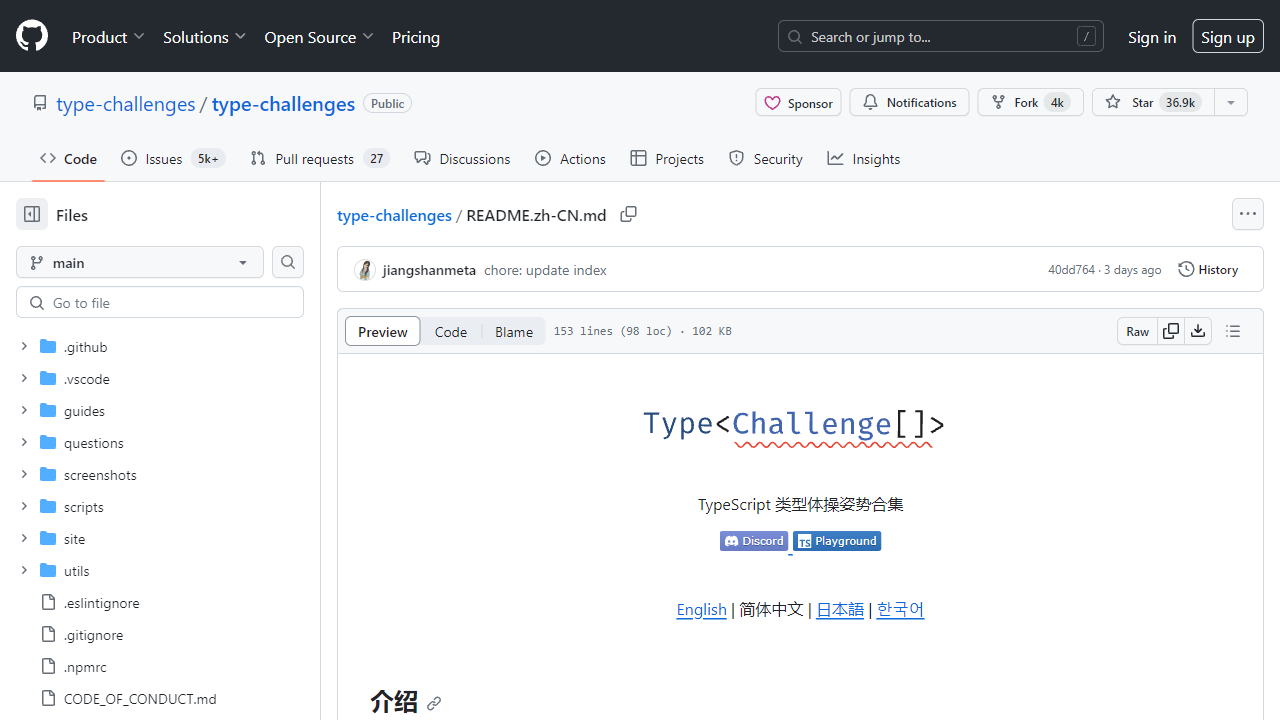 Product Solutions Open Source Pricing Search or jump to... / Sign in Sign up
type-challenges / type-challenges Public Sponsor Notifications Fork 4k Star 36.9k
Code Issues 5k+ Pull requests 27 Discussions Actions Projects Security Insights
Files
main
Go to file
.github
.vscode
guides
questions
screenshots
scripts
site
utils
.eslintignore
.gitignore
.npmrc
CODE_OF_CONDUCT.md
type-challenges / README.zh-CN.md
jiangshanmeta chore: update index 40dd764 · 3 days ago History
Preview Code Blame 153 lines (98 loc) · 102 KB Raw
Type<Challenge[]>
TypeScript 类型体操姿势合集
Discord TS Playground
English | 简体中文 | 日本語 | 한국어
介绍